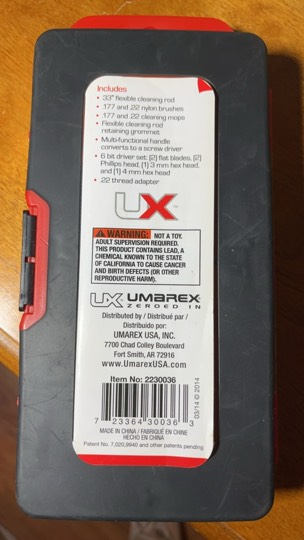 Includes
• 33" flexible cleaning rod
• .177 and .22 nylon brushes
• .177 and .22 cleaning mops
• Flexible cleaning rod
retaining grommet
• Multi-functional handle
converts to a screw driver
• 6 bit driver set: (2) flat blades, (2)
Phillips head, (1) 3 mm hex head,
and (1) 4 mm hex head
• .22 thread adapter
UX
WARNING: NOT A TOY.
ADULT SUPERVISION REQUIRED.
THIS PRODUCT CONTAINS LEAD, A
CHEMICAL KNOWN TO THE STATE
OF CALIFORNIA TO CAUSE CANCER
AND BIRTH DEFECTS (OR OTHER
REPRODUCTIVE HARM).
UX UMAREX
ZEROED IN
Distributed by / Distribué par /
Distribuido por:
UMAREX USA, INC.
7700 Chad Colley Boulevard
Fort Smith, AR 72916
www.UmarexUSA.com
Item No: 2230036
7 23364 30036 3
03/14 © 2014
MADE IN CHINA / FABRIQUÉ EN CHINE
HECHO EN CHINA
Patent No. 7,020,9940 and other patents pending